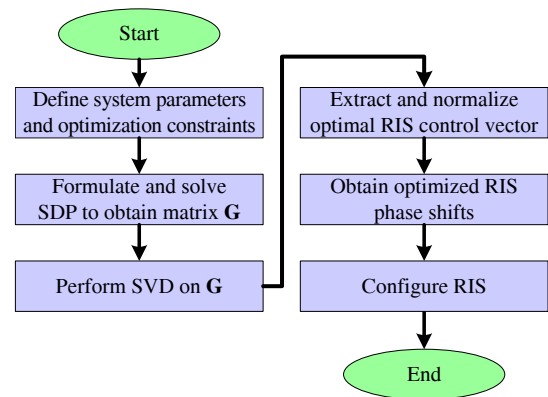 Start
Define system parameters
and optimization constraints
Formulate and solve
SDP to obtain matrix G
Perform SVD on G
Extract and normalize
optimal RIS control vector
Obtain optimized RIS
phase shifts
Configure RIS
End